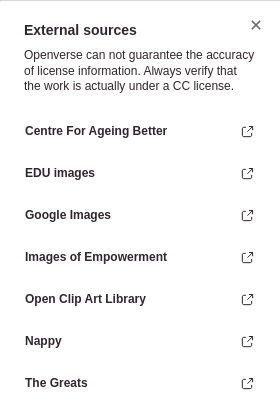 External sources
Openverse can not guarantee the accuracy
of license information. Always verify that
the work is actually under a CC license.
Centre For Ageing Better
EDU images
Google Images
Images of Empowerment
Open Clip Art Library
Nappy
The Greats